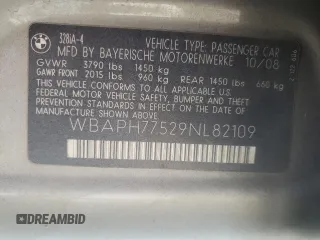 328iA-4 VEHICLE TYPE: PASSENGER CAR
MFD. BY BAYERISCHE MOTORENWERKE 10/08
GVWR 3790 lbs 1450 kg
GAWR FRONT 2015 lbs 960 kg REAR 1450 lbs 660 kg
THIS VEHICLE CONFORMS TO ALL APPLICABLE
FEDERAL MOTOR VEHICLE SAFETY, BUMPER, AND
THEFT PREVENTION STANDARDS IN EFFECT ON THE DATE
OF MANUFACTURE SHOWN ABOVE.
WBAPH77529NL82109
DREAMBID